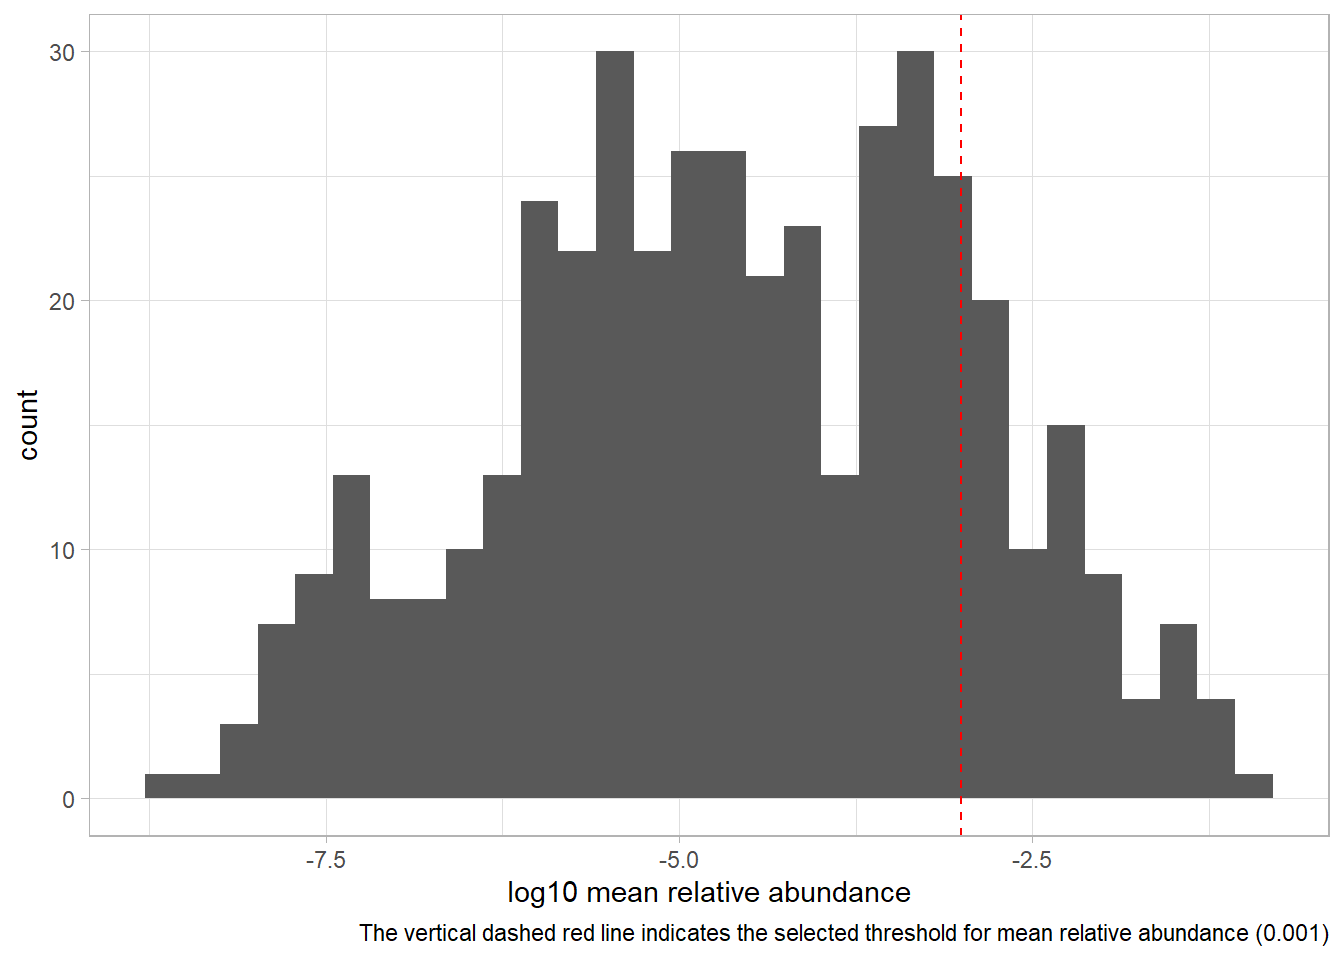 30
20
10
0
count
-7.5
-5.0
-2.5
log10 mean relative abundance
The vertical dashed red line indicates the selected threshold for mean relative abundance (0.001)